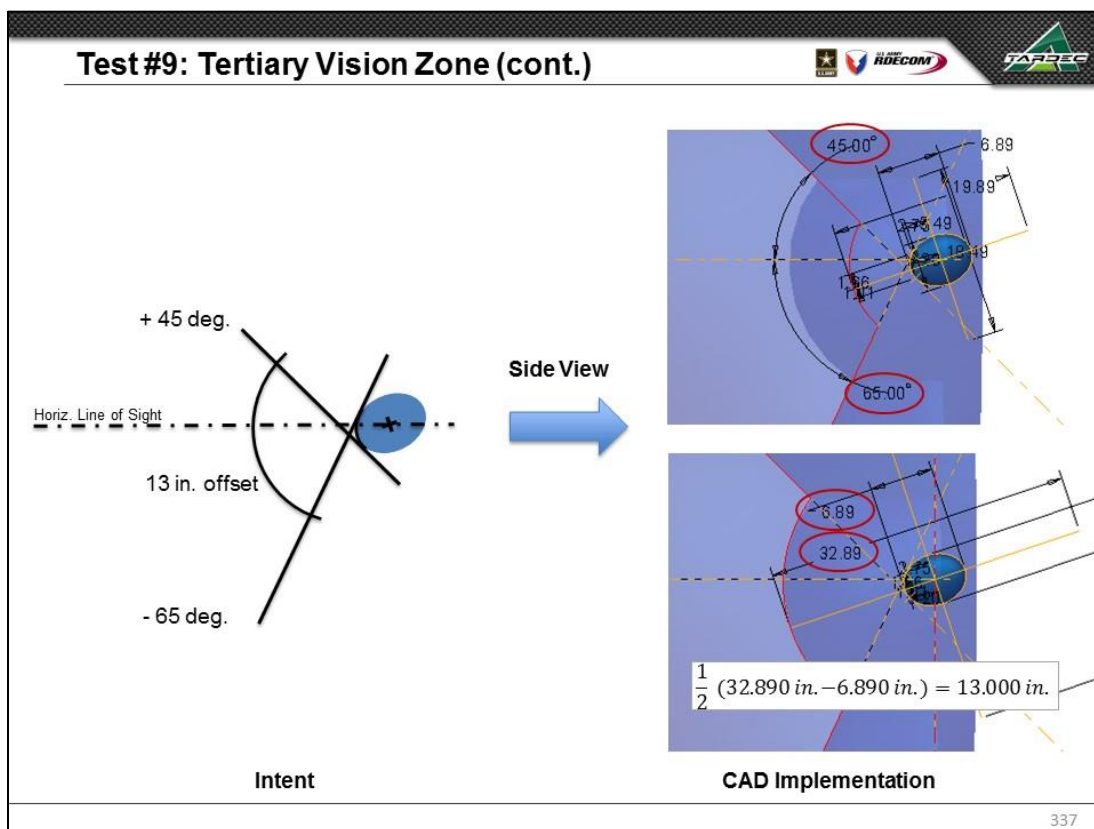 Test #9: Tertiary Vision Zone (cont.)
U.S. ARMY
RDECOM
TARDEC
+ 45 deg.
Horiz. Line of Sight
13 in. offset
- 65 deg.
Side View
45.00°
6.89
19.89
65.00°
6.89
32.89
1/2 (32.890 in.−6.890 in.) = 13.000 in.
Intent
CAD Implementation
337